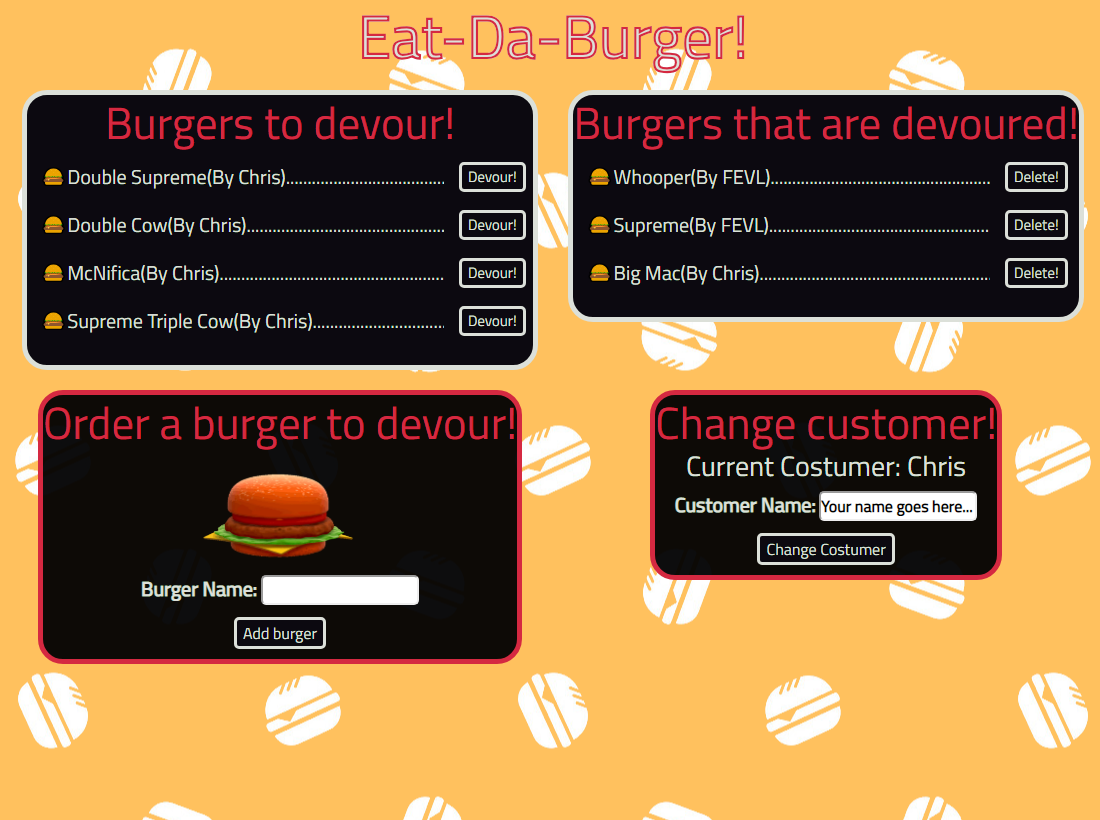 Eat-Da-Burger!
Burgers to devour!
Double Supreme(By Chris)........................................ Devour!
Double Cow(By Chris)................................................ Devour!
McNifica(By Chris)...................................................... Devour!
Supreme Triple Cow(By Chris).................................. Devour!
Burgers that are devoured!
Whooper(By FEVL)...................................................... Delete!
Supreme(By FEVL)...................................................... Delete!
Big Mac(By Chris)........................................................ Delete!
Order a burger to devour!
Burger Name:
Add burger
Change customer!
Current Costumer: Chris
Customer Name: Your name goes here...
Change Costumer